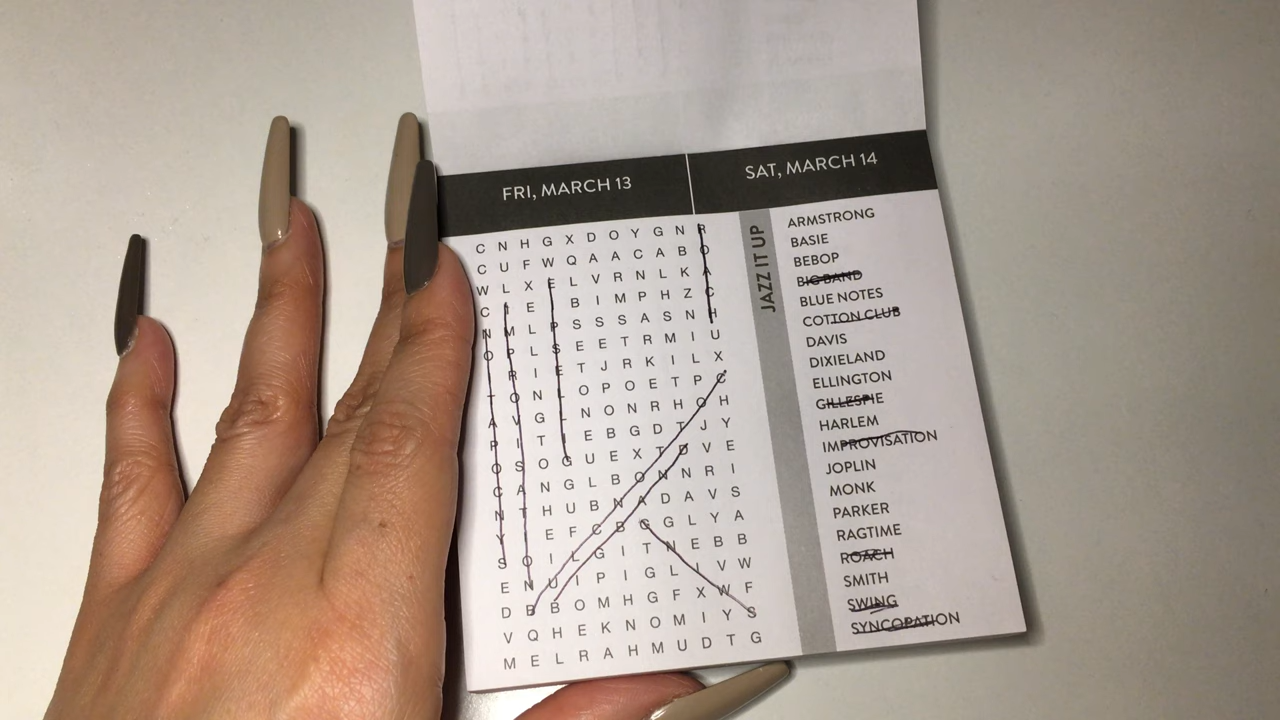 FRI, MARCH 13
SAT, MARCH 14
C N H G X D O Y G N R
C U F W Q A A C A B O
W L X E L V R N L K A
C I E I B I M P H Z C
N M L P S S S A S N H
O P L S E E T R M I U
I R I E T J R K I L X
T O N L O P O E T P C
A V G L N O N R H O H
P I T I E B G D T J Y
O S O G U E X T D V E
C A N G L B O N N R I
N T H U B N A D A V S
Y I E F C B G G L Y A
S O I L G I T N E B B
E N U I P I G L I V W
D B B O M H G F X W F
V Q H E K N O M I Y S
M E L R A H M U D T G
JAZZ IT UP
ARMSTRONG
BASIE
BEBOP
BIG BAND
BLUE NOTES
COTTON CLUB
DAVIS
DIXIELAND
ELLINGTON
GILLESPIE
HARLEM
IMPROVISATION
JOPLIN
MONK
PARKER
RAGTIME
ROACH
SMITH
SWING
SYNCOPATION